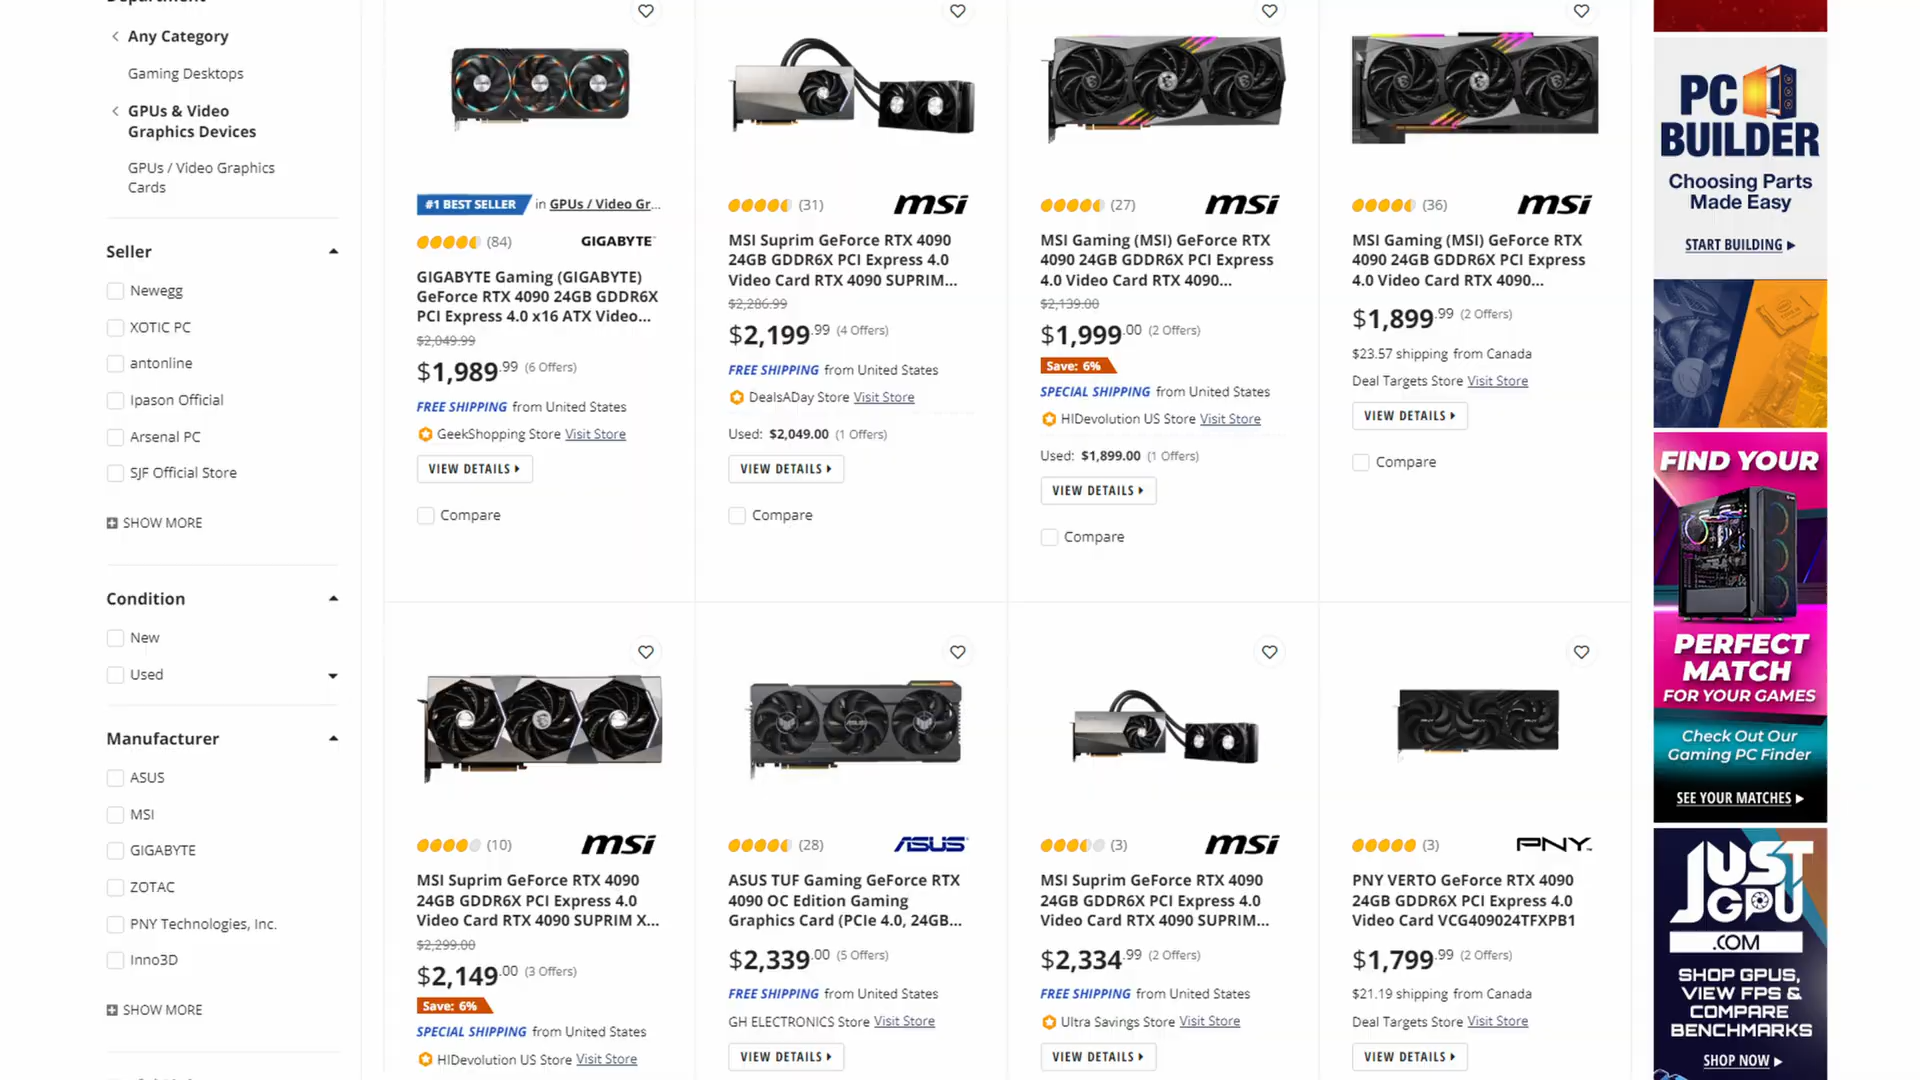 Any Category
Gaming Desktops
GPUs & Video
Graphics Devices
GPUs / Video Graphics
Cards
Seller
Newegg
XOTIC PC
antonline
Ipason Official
Arsenal PC
SJF Official Store
SHOW MORE
Condition
New
Used
Manufacturer
ASUS
MSI
GIGABYTE
ZOTAC
PNY Technologies, Inc.
Inno3D
SHOW MORE
#1 BEST SELLER in GPUs / Video Gr...
(84) GIGABYTE™
GIGABYTE Gaming (GIGABYTE)
GeForce RTX 4090 24GB GDDR6X
PCI Express 4.0 x16 ATX Video...
$2,049.99
$1,989.99 (6 Offers)
FREE SHIPPING from United States
GeekShopping Store Visit Store
VIEW DETAILS
Compare
(31) msi
MSI Suprim GeForce RTX 4090
24GB GDDR6X PCI Express 4.0
Video Card RTX 4090 SUPRIM...
$2,286.99
$2,199.99 (4 Offers)
FREE SHIPPING from United States
DealsADay Store Visit Store
Used: $2,049.00 (1 Offers)
VIEW DETAILS
Compare
(27) msi
MSI Gaming (MSI) GeForce RTX
4090 24GB GDDR6X PCI Express
4.0 Video Card RTX 4090...
$2,139.00
$1,999.00 (2 Offers)
Save: 6%
SPECIAL SHIPPING from United States
HIDevolution US Store Visit Store
Used: $1,899.00 (1 Offers)
VIEW DETAILS
Compare
(36) msi
MSI Gaming (MSI) GeForce RTX
4090 24GB GDDR6X PCI Express
4.0 Video Card RTX 4090...
$1,899.99 (2 Offers)
$23.57 shipping from Canada
Deal Targets Store Visit Store
VIEW DETAILS
Compare
(10) msi
MSI Suprim GeForce RTX 4090
24GB GDDR6X PCI Express 4.0
Video Card RTX 4090 SUPRIM X...
$2,299.00
$2,149.00 (3 Offers)
Save: 6%
SPECIAL SHIPPING from United States
HIDevolution US Store Visit Store
(28) ASUS
ASUS TUF Gaming GeForce RTX
4090 OC Edition Gaming
Graphics Card (PCIe 4.0, 24GB...
$2,339.00 (5 Offers)
FREE SHIPPING from United States
GH ELECTRONICS Store Visit Store
VIEW DETAILS
(3) msi
MSI Suprim GeForce RTX 4090
24GB GDDR6X PCI Express 4.0
Video Card RTX 4090 SUPRIM...
$2,334.99 (2 Offers)
FREE SHIPPING from United States
Ultra Savings Store Visit Store
VIEW DETAILS
(3) PNY
PNY VERTO GeForce RTX 4090
24GB GDDR6X PCI Express 4.0
Video Card VCG409024TFXPB1
$1,799.99 (2 Offers)
$21.19 shipping from Canada
Deal Targets Store Visit Store
VIEW DETAILS
PC
BUILDER
Choosing Parts
Made Easy
START BUILDING
FIND YOUR
PERFECT
MATCH
FOR YOUR GAMES
Check Out Our
Gaming PC Finder
SEE YOUR MATCHES
JUST
GPU
.COM
SHOP GPUS,
VIEW FPS &
COMPARE
BENCHMARKS
SHOP NOW